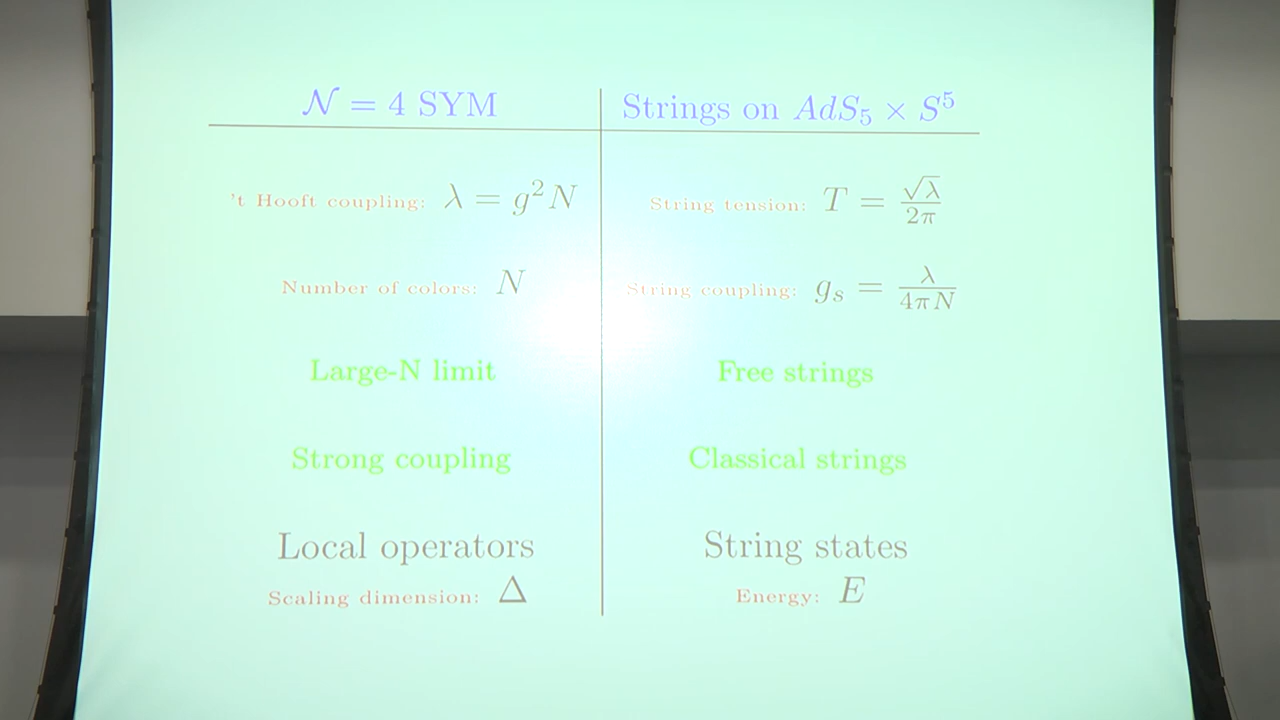 𝒩 = 4 SYM
Strings on AdS₅ × S⁵
't Hooft coupling: λ = g²N
String tension: T = √λ/2π
Number of colors: N
String coupling: gₛ = λ/4πN
Large-N limit
Free strings
Strong coupling
Classical strings
Local operators
String states
Scaling dimension: Δ
Energy: E